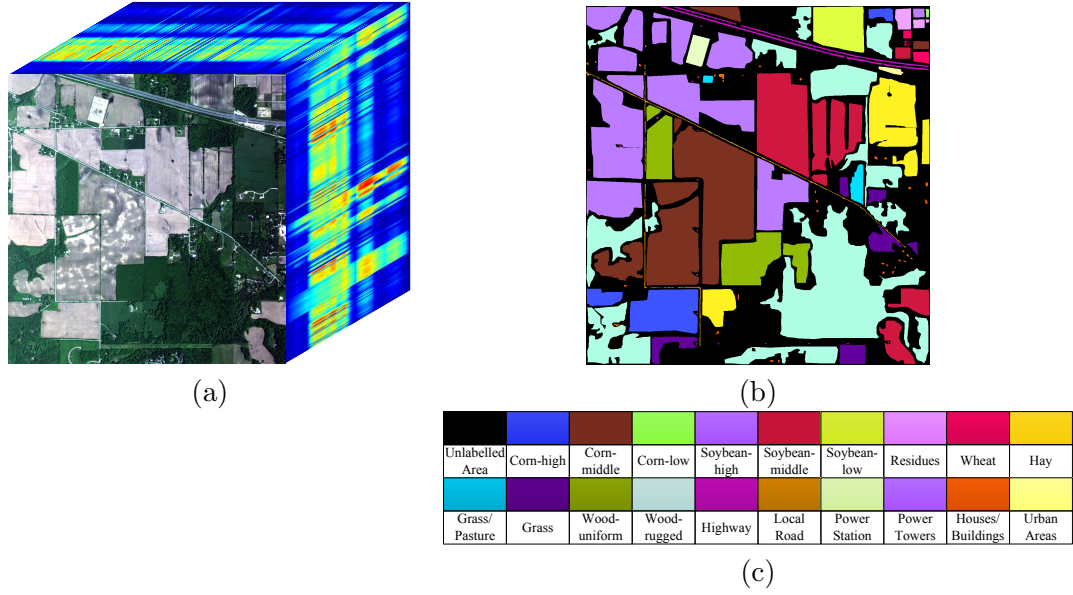 (a)
(b)
Unlabelled Area
Corn-high
Corn-middle
Corn-low
Soybean-high
Soybean-middle
Soybean-low
Residues
Wheat
Hay
Grass/ Pasture
Grass
Wood-uniform
Wood-rugged
Highway
Local Road
Power Station
Power Towers
Houses/ Buildings
Urban Areas
(c)